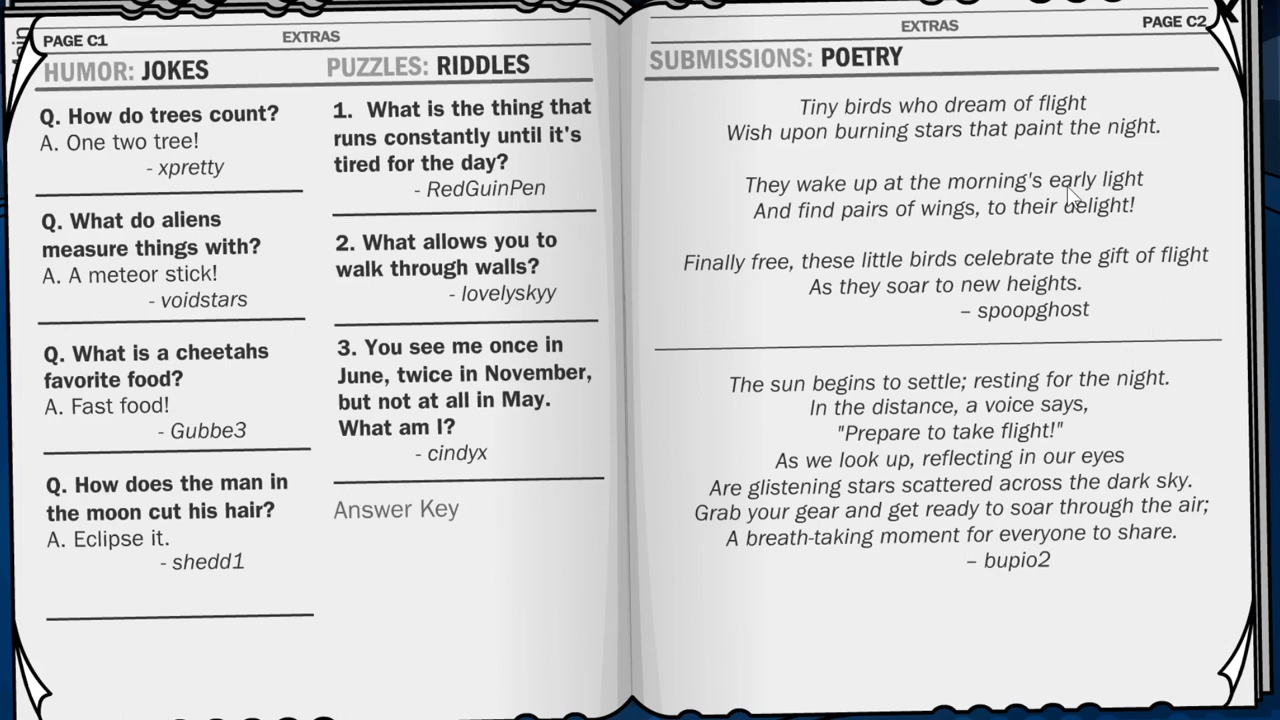 PAGE C1
EXTRAS
HUMOR: JOKES
Q. How do trees count?
A. One two tree!
- xpretty
Q. What do aliens
measure things with?
A. A meteor stick!
- voidstars
Q. What is a cheetahs
favorite food?
A. Fast food!
- Gubbe3
Q. How does the man in
the moon cut his hair?
A. Eclipse it.
- shedd1
PUZZLES: RIDDLES
1. What is the thing that
runs constantly until it's
tired for the day?
- RedGuinPen
2. What allows you to
walk through walls?
- lovelyskyy
3. You see me once in
June, twice in November,
but not at all in May.
What am I?
- cindyx
Answer Key
EXTRAS
PAGE C2
SUBMISSIONS: POETRY
Tiny birds who dream of flight
Wish upon burning stars that paint the night.
They wake up at the morning's early light
And find pairs of wings, to their delight!
Finally free, these little birds celebrate the gift of flight
As they soar to new heights.
– spoopghost
The sun begins to settle; resting for the night.
In the distance, a voice says,
"Prepare to take flight!"
As we look up, reflecting in our eyes
Are glistening stars scattered across the dark sky.
Grab your gear and get ready to soar through the air;
A breath-taking moment for everyone to share.
– bupio2